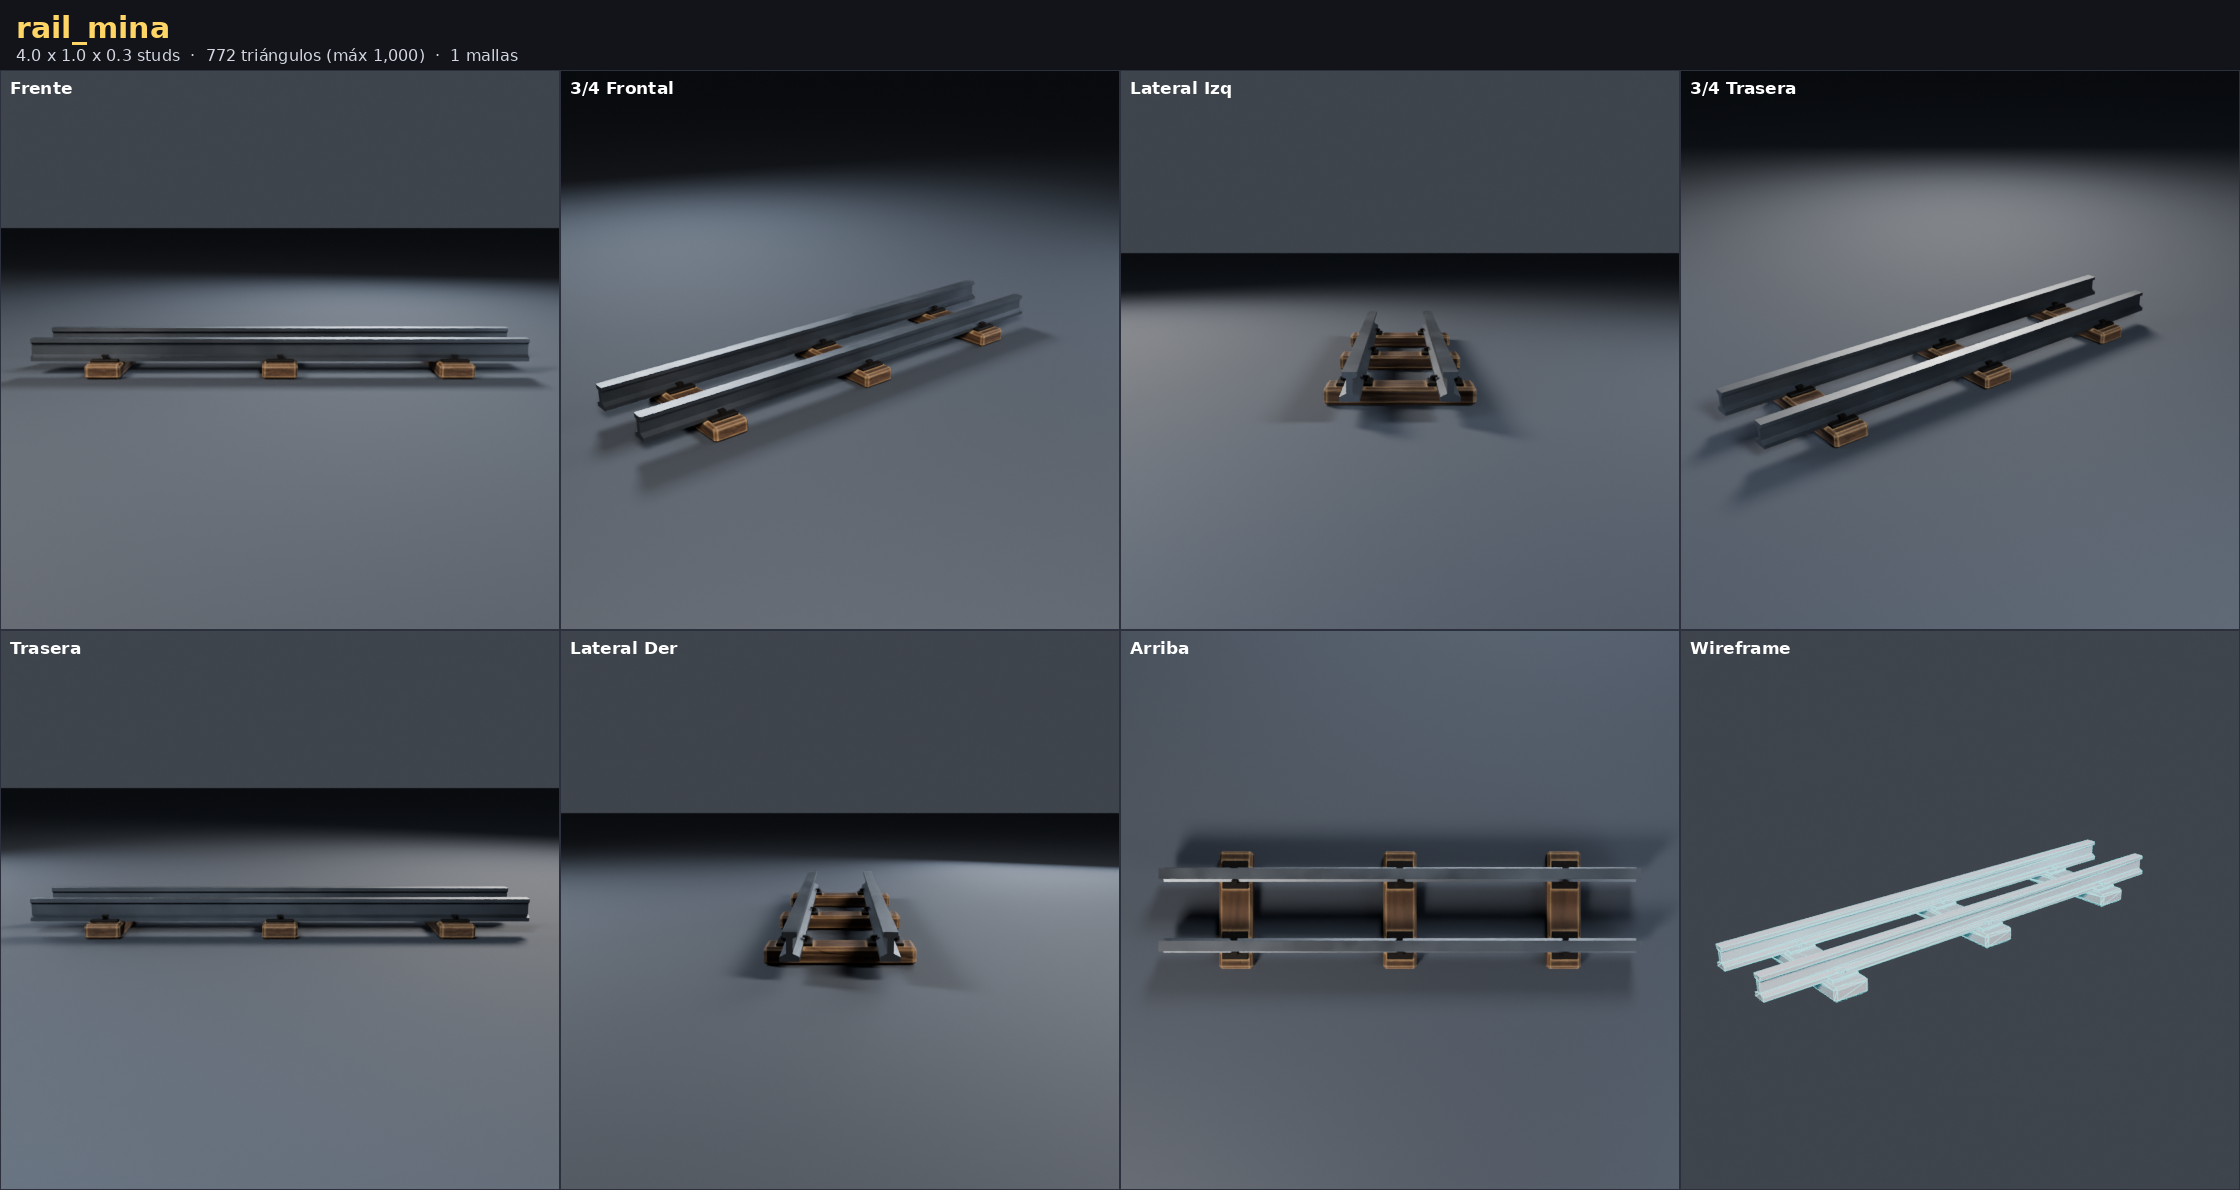 rail_mina
4.0 x 1.0 x 0.3 studs · 772 triángulos (máx 1,000) · 1 mallas
Frente
3/4 Frontal
Lateral Izq
3/4 Trasera
Trasera
Lateral Der
Arriba
Wireframe